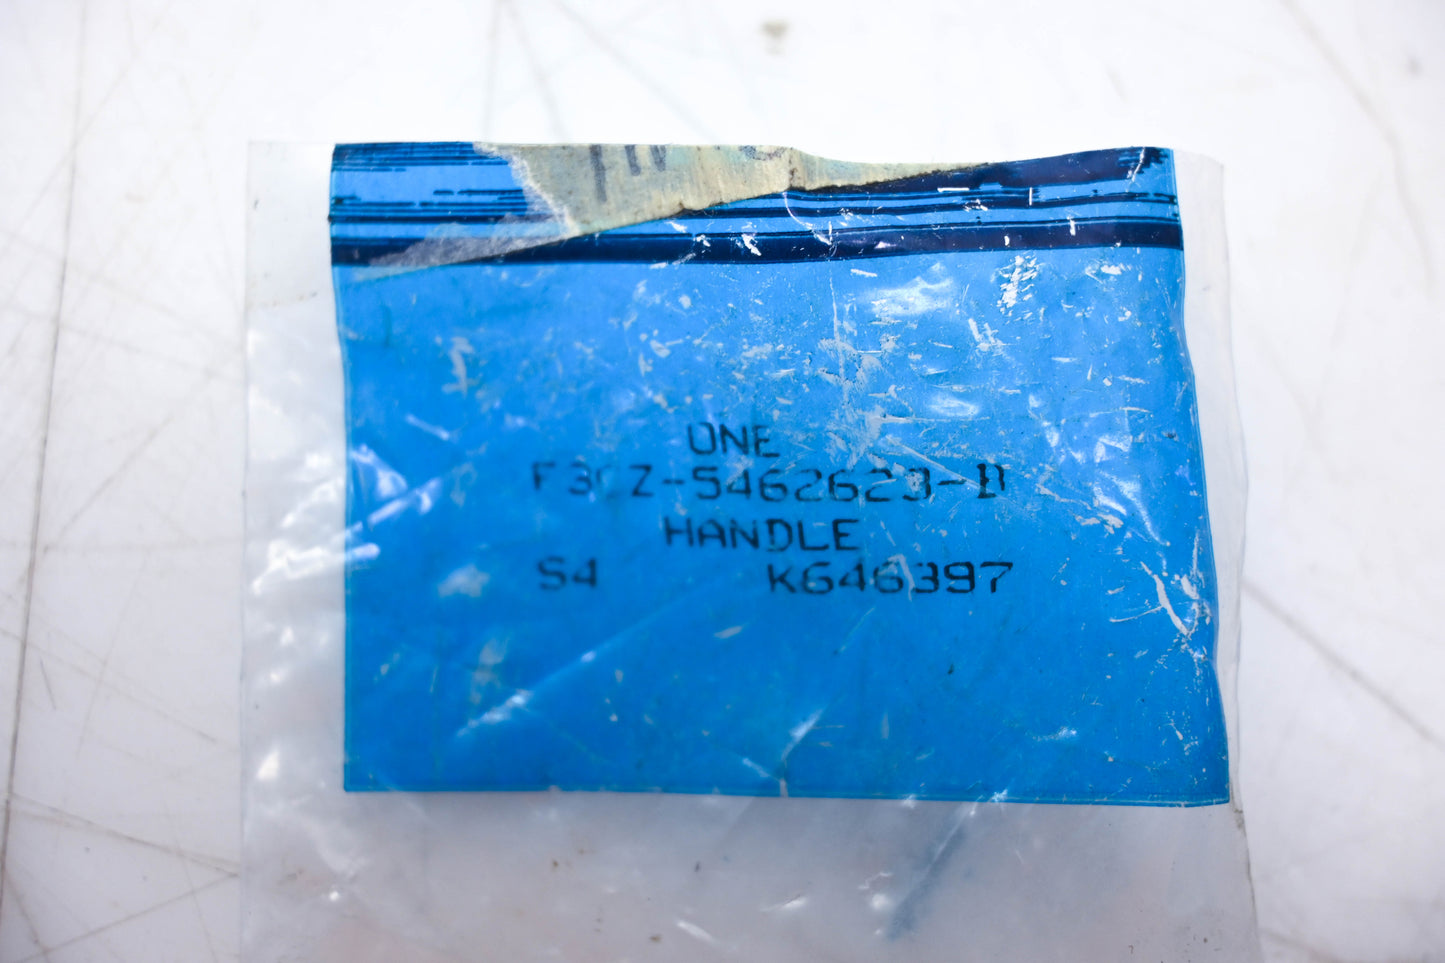 ONE
F3CZ-5462623-D
HANDLE
S4 K646397